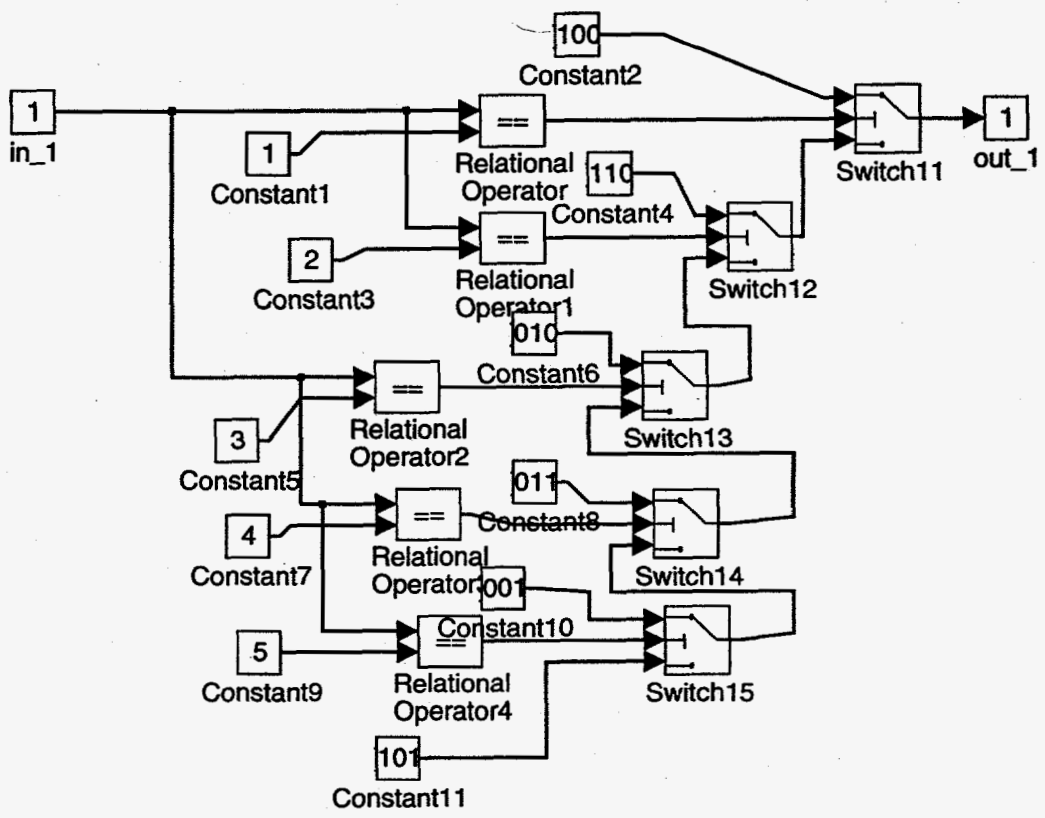 100
Constant2
1
in_1
==
1
out_1
1
Constant1
Relational
Operator
Switch11
110
Constant4
==
2
Constant3
Relational
Operator1
Switch12
010
Constant6
==
3
Constant5
Relational
Operator2
Switch13
011
Constant8
==
4
Constant7
Relational
Operator
Switch14
001
Constant10
==
5
Constant9
Relational
Operator4
Switch15
101
Constant11